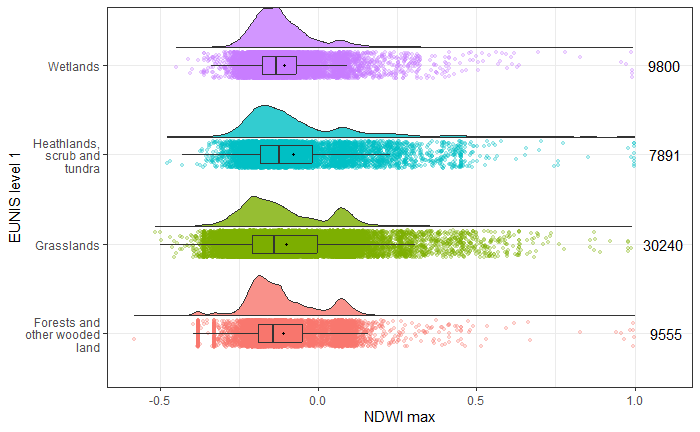 EUNIS level 1
Wetlands
9800
Heathlands,
scrub and
tundra
7891
Grasslands
30240
Forests and
other wooded
land
9555
-0.5
0.0
0.5
1.0
NDWI max